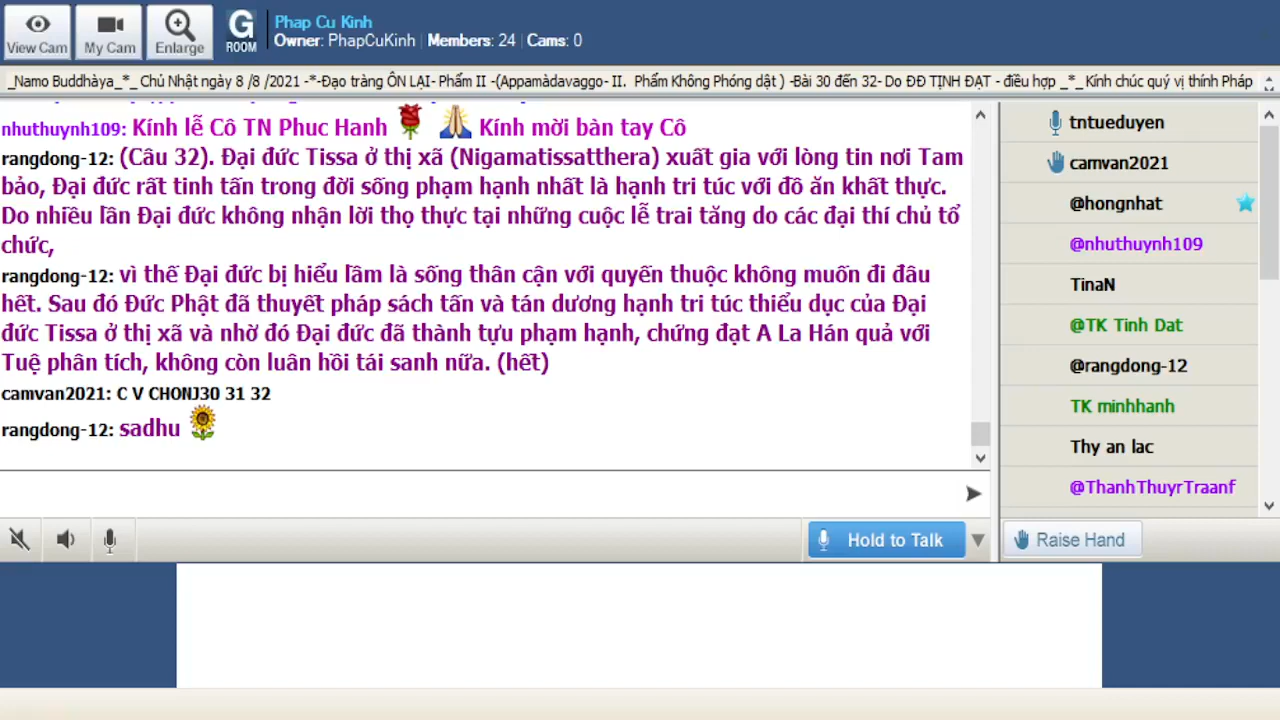 View Cam
My Cam
Enlarge
G
ROOM
Phap Cu Kinh
Owner: PhapCuKinh | Members: 24 | Cams: 0
_Namo Buddhàya_*_ Chủ Nhật ngày 8 /8 /2021 -*-Đạo tràng ÔN LẠI- Phẩm II -(Appamàdavaggo- II. Phẩm Không Phóng dật ) -Bài 30 đến 32- Do ĐĐ TỊNH ĐẠT - điều hợp _*_Kính chúc quý vị thính Pháp
nhuthuynh109: Kính lễ Cô TN Phuc Hanh Kính mời bàn tay Cô
rangdong-12: (Câu 32). Đại đức Tissa ở thị xã (Nigamatissatthera) xuất gia với lòng tin nơi Tam
bảo, Đại đức rất tinh tấn trong đời sống phạm hạnh nhất là hạnh tri túc với đồ ăn khất thực.
Do nhiều lần Đại đức không nhận lời thọ thực tại những cuộc lễ trai tăng do các đại thí chủ tổ
chức,
rangdong-12: vì thế Đại đức bị hiểu lầm là sống thân cận với quyến thuộc không muốn đi đâu
hết. Sau đó Đức Phật đã thuyết pháp sách tấn và tán dương hạnh tri túc thiểu dục của Đại
đức Tissa ở thị xã và nhờ đó Đại đức đã thành tựu phạm hạnh, chứng đạt A La Hán quả với
Tuệ phân tích, không còn luân hồi tái sanh nữa. (hết)
camvan2021: C V CHONJ30 31 32
rangdong-12: sadhu
Hold to Talk
tntueduyen
camvan2021
@hongnhat
@nhuthuynh109
TinaN
@TK Tinh Dat
@rangdong-12
TK minhhanh
Thy an lac
@ThanhThuyrTraanf
Raise Hand